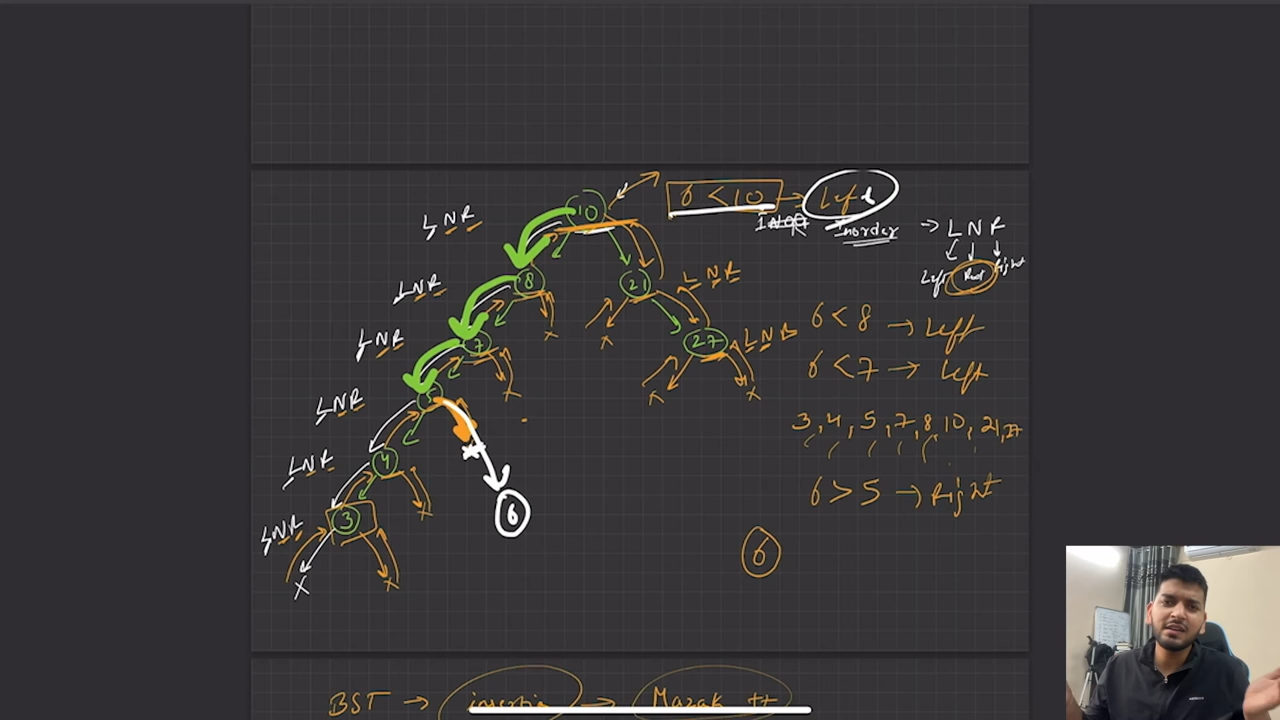 10
6 < 10 → Left
LNR
Inorder → LNR
Left Root Right
8
21
LNR
LNR
6 < 8 → Left
7
27
LNR
LNR
6 < 7 → Left
X
X
X
X
X
5
LNR
3, 4, 5, 7, 8, 10, 21, 27
4
LNR
X
6 > 5 → Right
3
6
LNR
6
X
X
BST → insertion →